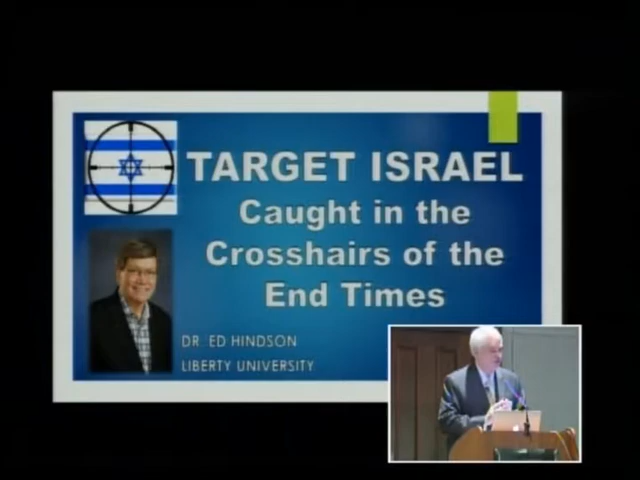 TARGET ISRAEL
Caught in the
Crosshairs of the
End Times
DR. ED HINDSON
LIBERTY UNIVERSITY